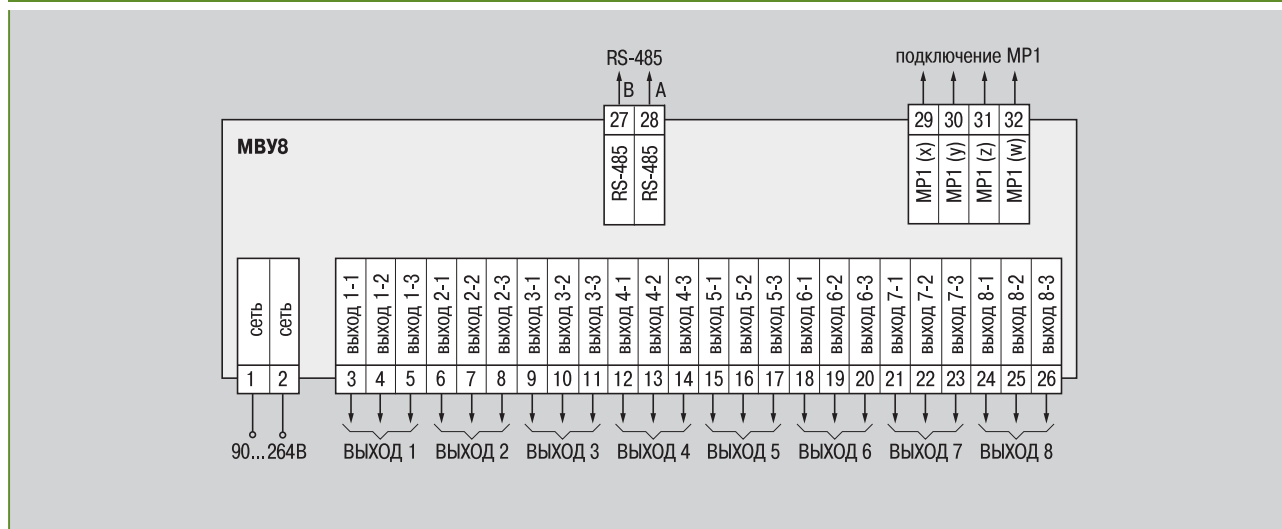 RS-485
подключение МР1
B
A
27
28
29
30
31
32
МВУ8
RS-485
RS-485
МР1 (x)
МР1 (y)
МР1 (z)
МР1 (w)
сеть
сеть
выход 1-1
выход 1-2
выход 1-3
выход 2-1
выход 2-2
выход 2-3
выход 3-1
выход 3-2
выход 3-3
выход 4-1
выход 4-2
выход 4-3
выход 5-1
выход 5-2
выход 5-3
выход 6-1
выход 6-2
выход 6-3
выход 7-1
выход 7-2
выход 7-3
выход 8-1
выход 8-2
выход 8-3
1
2
3
4
5
6
7
8
9
10
11
12
13
14
15
16
17
18
19
20
21
22
23
24
25
26
90...264В
ВЫХОД 1
ВЫХОД 2
ВЫХОД 3
ВЫХОД 4
ВЫХОД 5
ВЫХОД 6
ВЫХОД 7
ВЫХОД 8